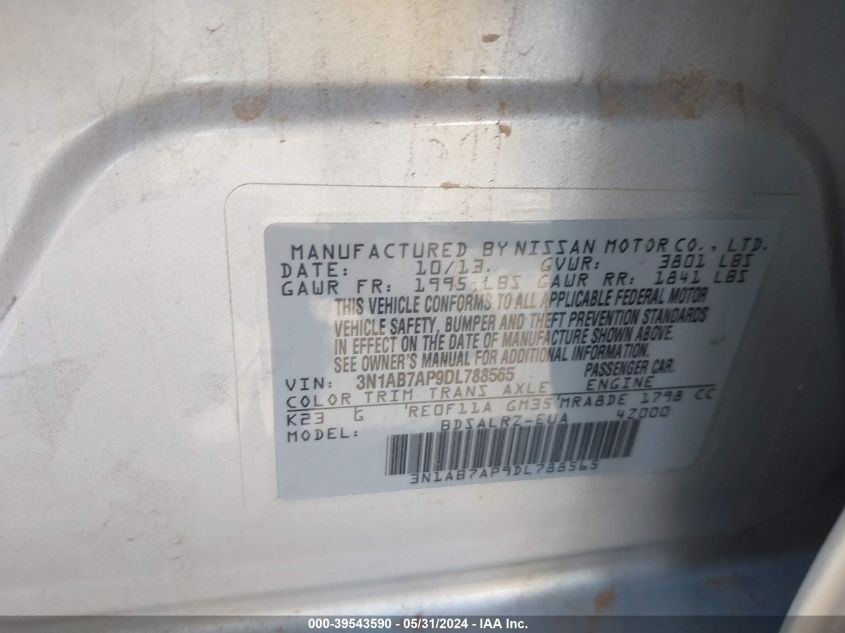 MANUFACTURED BY NISSAN MOTOR CO., LTD.
DATE: 10/13. GVWR: 3801 LBS
GAWR FR: 1995 LBS GAWR RR: 1841 LBS
THIS VEHICLE CONFORMS TO ALL APPLICABLE FEDERAL MOTOR
VEHICLE SAFETY, BUMPER AND THEFT PREVENTION STANDARDS
IN EFFECT ON THE DATE OF MANUFACTURE SHOWN ABOVE.
SEE OWNER'S MANUAL FOR ADDITIONAL INFORMATION.
VIN: 3N1AB7AP9DL788565 PASSENGER CAR.
COLOR TRIM TRANS AXLE ENGINE
K23 G 'RE0F11A GM35'MRA8DE 1798 CC
MODEL: BDSALR2-EUA 42000
3N1AB7AP9DL788565
000-39543590 - 05/31/2024 - IAA Inc.